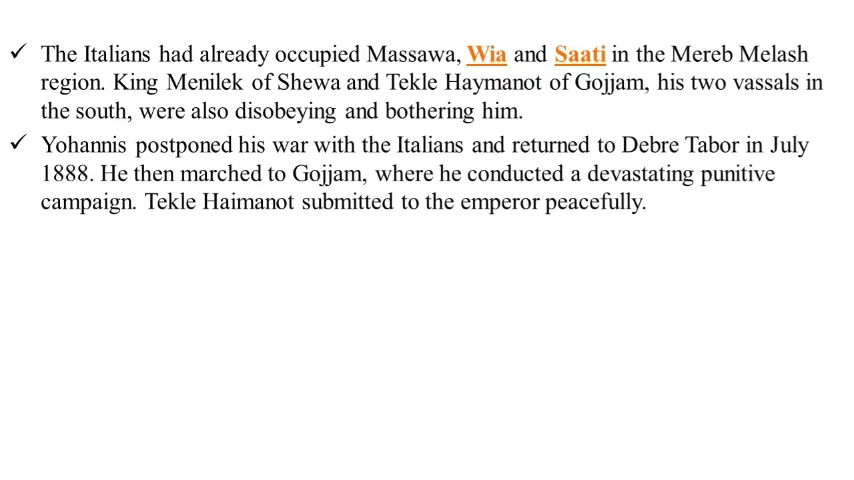 ✓ The Italians had already occupied Massawa, Wia and Saati in the Mereb Melash
region. King Menilek of Shewa and Tekle Haymanot of Gojjam, his two vassals in
the south, were also disobeying and bothering him.
✓ Yohannis postponed his war with the Italians and returned to Debre Tabor in July
1888. He then marched to Gojjam, where he conducted a devastating punitive
campaign. Tekle Haimanot submitted to the emperor peacefully.